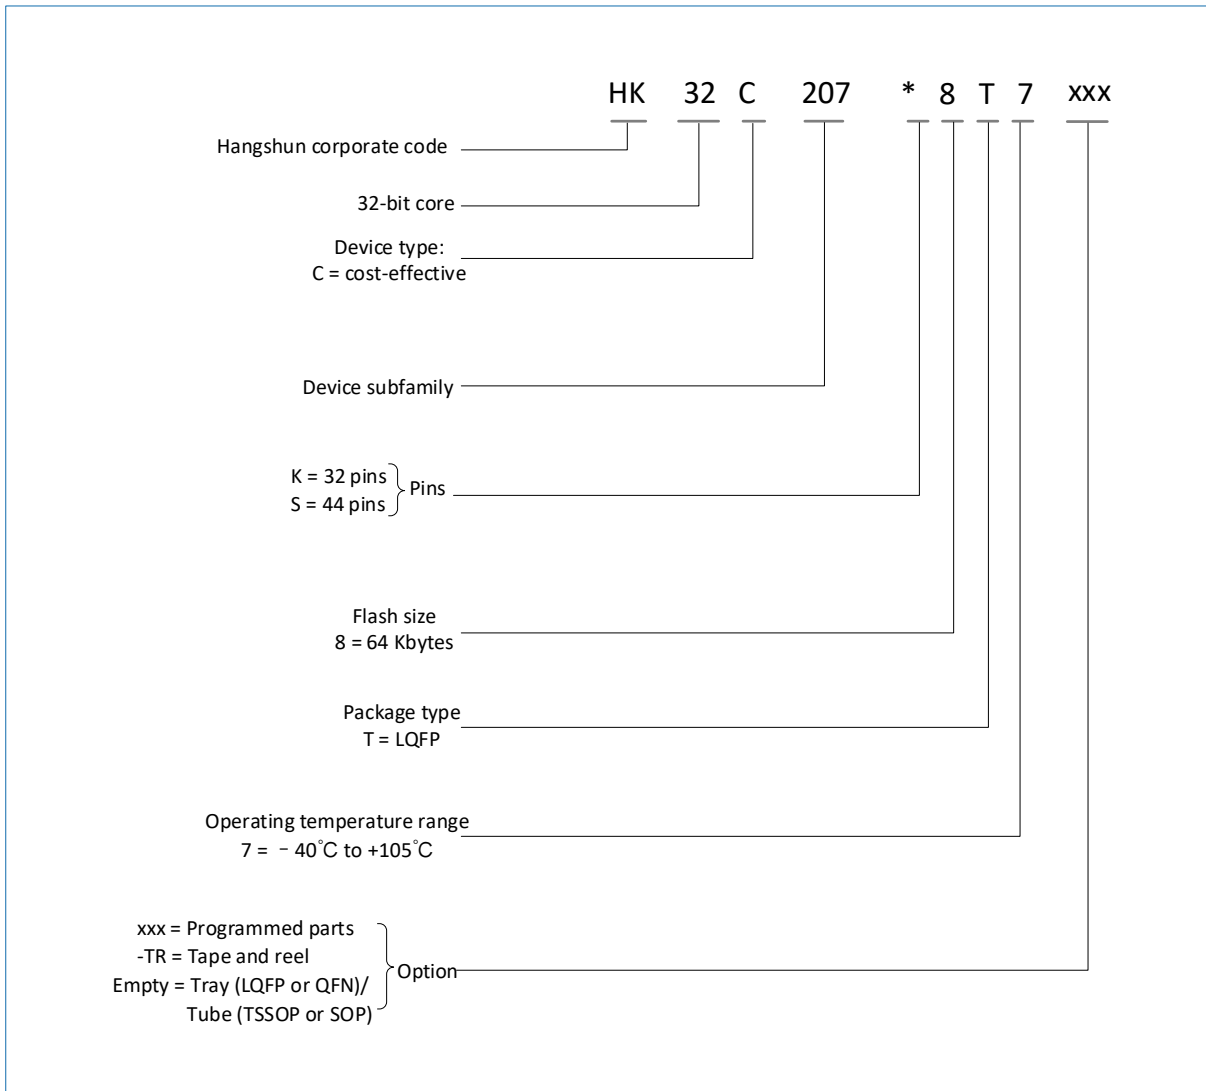 HK 32 C 207 * 8 T 7 xxx
Hangshun corporate code
32-bit core
Device type:
C = cost-effective
Device subfamily
K = 32 pins
S = 44 pins
Pins
Flash size
8 = 64 Kbytes
Package type
T = LQFP
Operating temperature range
7 = －40℃ to +105℃
xxx = Programmed parts
-TR = Tape and reel
Empty = Tray (LQFP or QFN)/
Tube (TSSOP or SOP)
Option